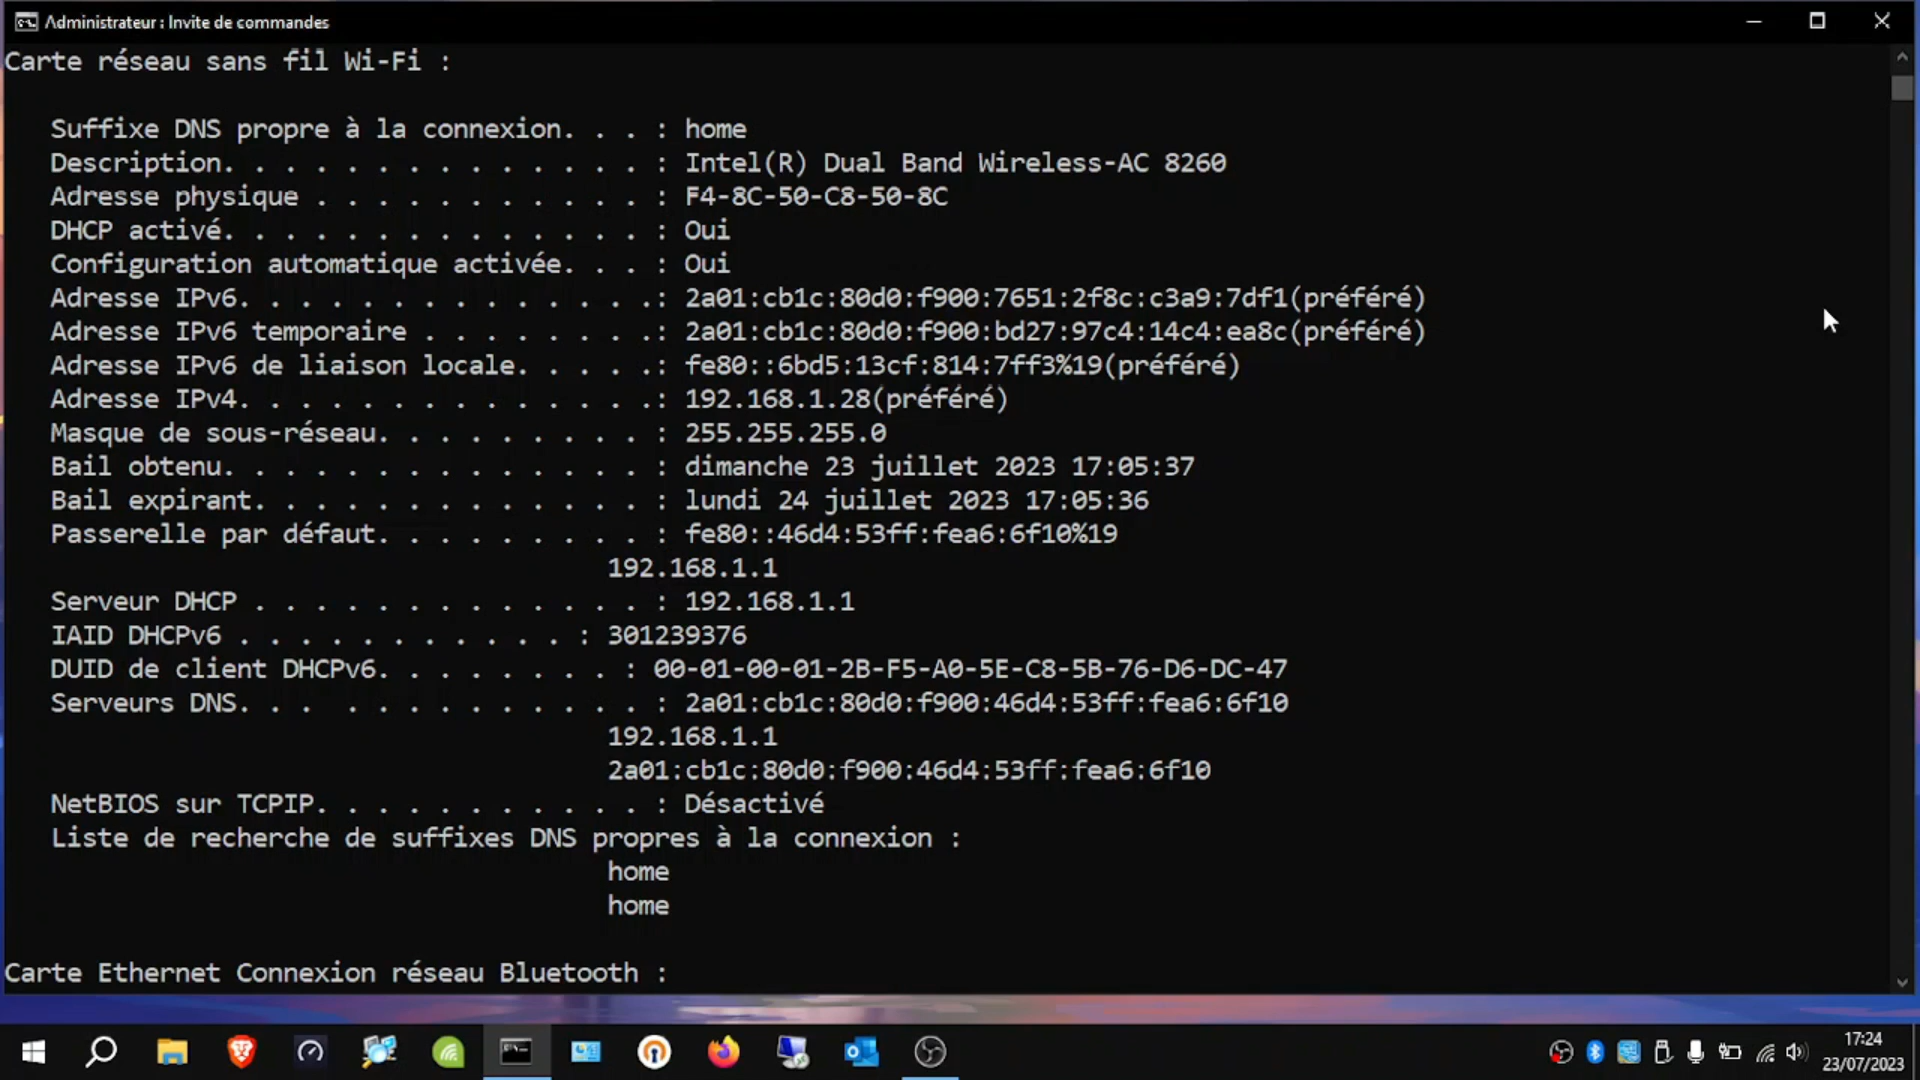 Administrateur : Invite de commandes
Carte réseau sans fil Wi-Fi :
Suffixe DNS propre à la connexion. . . : home
Description. . . . . . . . . . . . . . : Intel(R) Dual Band Wireless-AC 8260
Adresse physique . . . . . . . . . . . : F4-8C-50-C8-50-8C
DHCP activé. . . . . . . . . . . . . . : Oui
Configuration automatique activée. . . : Oui
Adresse IPv6. . . . . . . . . . . . . .: 2a01:cb1c:80d0:f900:7651:2f8c:c3a9:7df1(préféré)
Adresse IPv6 temporaire . . . . . . . .: 2a01:cb1c:80d0:f900:bd27:97c4:14c4:ea8c(préféré)
Adresse IPv6 de liaison locale. . . . .: fe80::6bd5:13cf:814:7ff3%19(préféré)
Adresse IPv4. . . . . . . . . . . . . .: 192.168.1.28(préféré)
Masque de sous-réseau. . . . . . . . . : 255.255.255.0
Bail obtenu. . . . . . . . . . . . . . : dimanche 23 juillet 2023 17:05:37
Bail expirant. . . . . . . . . . . . . : lundi 24 juillet 2023 17:05:36
Passerelle par défaut. . . . . . . . . : fe80::46d4:53ff:fea6:6f10%19
192.168.1.1
Serveur DHCP . . . . . . . . . . . . . : 192.168.1.1
IAID DHCPv6 . . . . . . . . . . . : 301239376
DUID de client DHCPv6. . . . . . . . : 00-01-00-01-2B-F5-A0-5E-C8-5B-76-D6-DC-47
Serveurs DNS. . .  . . . . . . . . . . : 2a01:cb1c:80d0:f900:46d4:53ff:fea6:6f10
192.168.1.1
2a01:cb1c:80d0:f900:46d4:53ff:fea6:6f10
NetBIOS sur TCPIP. . . . . . . . . . . : Désactivé
Liste de recherche de suffixes DNS propres à la connexion :
home
home
Carte Ethernet Connexion réseau Bluetooth :
17:24
23/07/2023